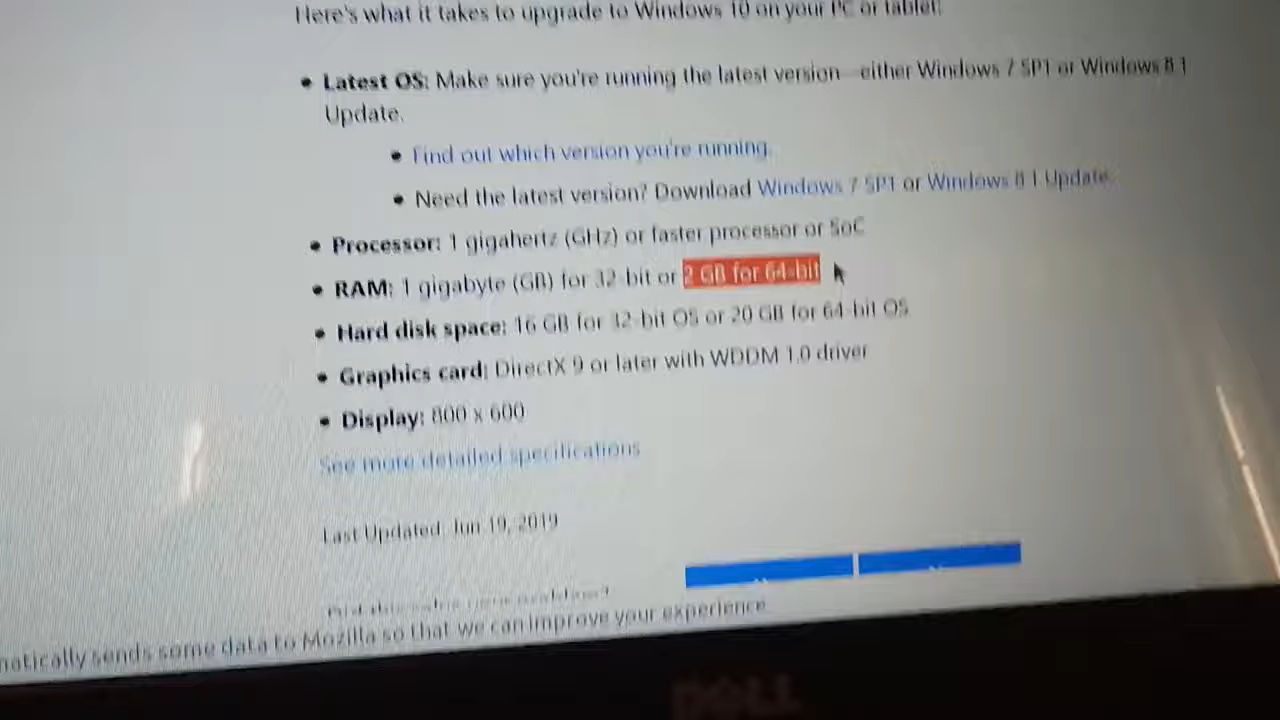 Here's what it takes to upgrade to Windows 10 on your PC or tablet:
Latest OS: Make sure you're running the latest version—either Windows 7 SP1 or Windows 8.1
Update.
Find out which version you're running.
Need the latest version? Download Windows 7 SP1 or Windows 8.1 Update.
Processor: 1 gigahertz (GHz) or faster processor or SoC
RAM: 1 gigabyte (GB) for 32-bit or 2 GB for 64-bit
Hard disk space: 16 GB for 32-bit OS or 20 GB for 64-bit OS
Graphics card: DirectX 9 or later with WDDM 1.0 driver
Display: 800 x 600
See more detailed specifications
Last Updated: Jun 19, 2019
matically sends some data to Mozilla so that we can improve your experience
DELL